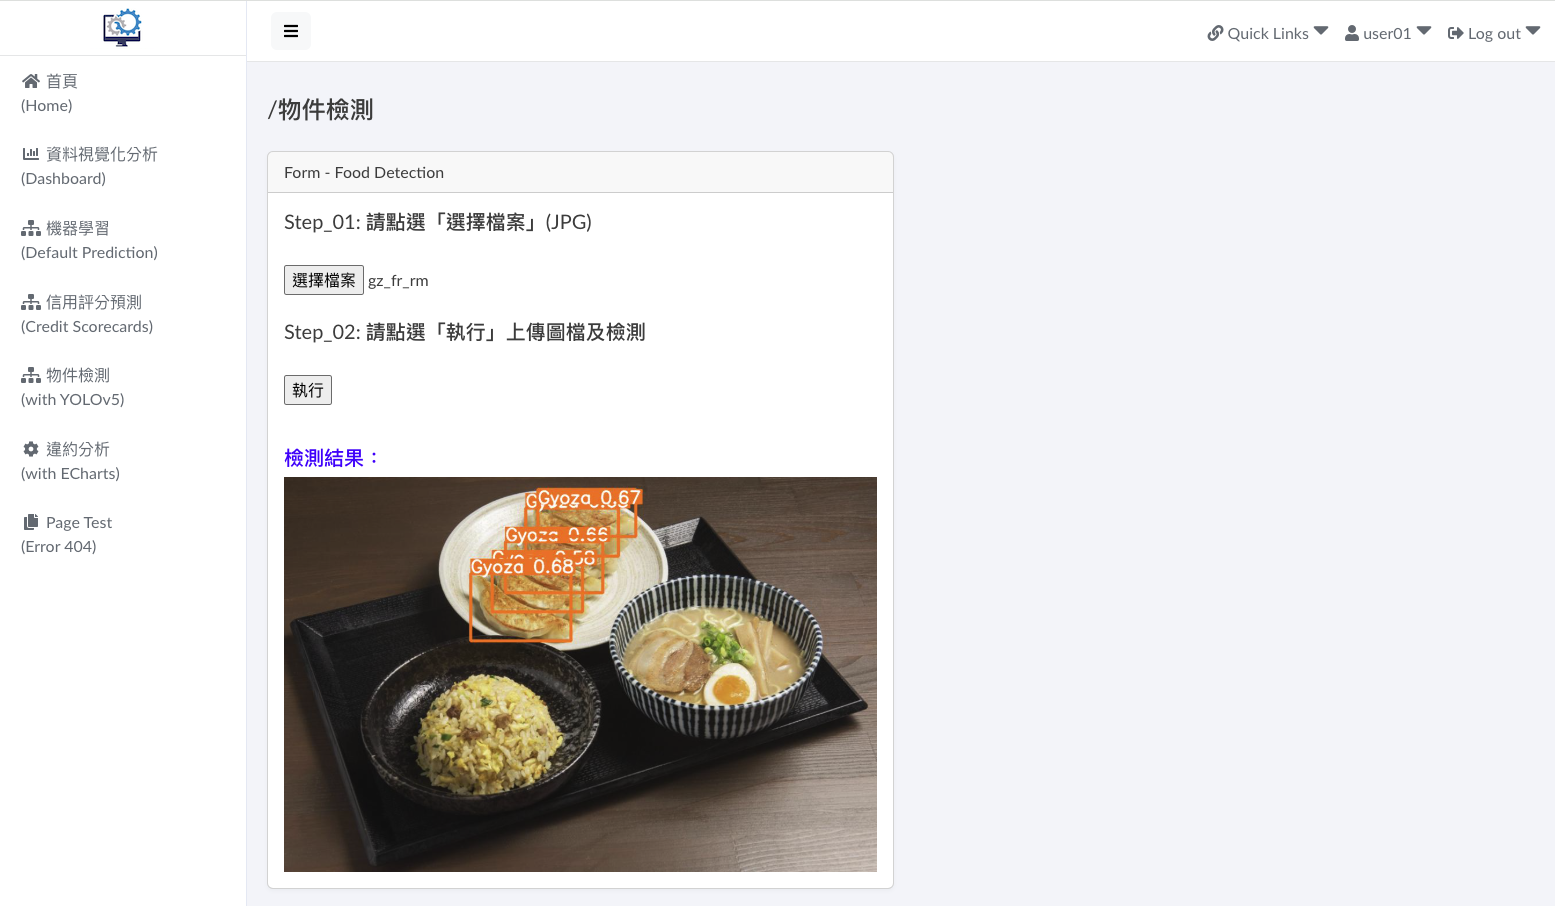 Quick Links
user01
Log out
首頁
(Home)
資料視覺化分析
(Dashboard)
機器學習
(Default Prediction)
信用評分預測
(Credit Scorecards)
物件檢測
(with YOLOv5)
違約分析
(with ECharts)
Page Test
(Error 404)
/物件檢測
Form - Food Detection
Step_01: 請點選「選擇檔案」(JPG)
選擇檔案 gz_fr_rm
Step_02: 請點選「執行」上傳圖檔及檢測
執行
檢測結果：
Gyoza 0.67
Gyoza 0.66
Gyoza 0.68